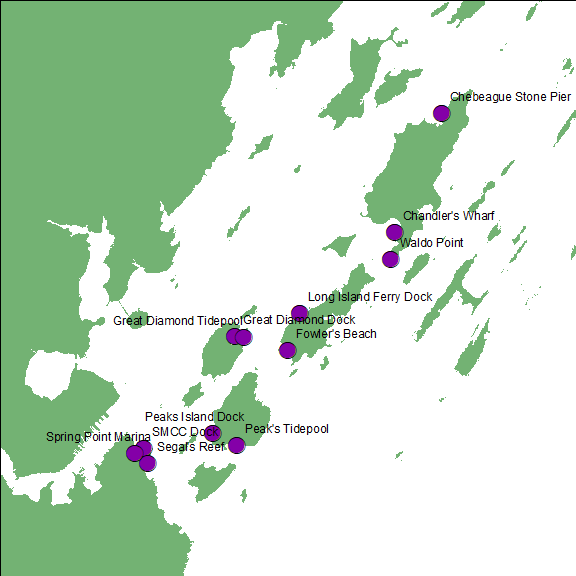 Chebeague Stone Pier
Chandler's Wharf
Waldo Point
Long Island Ferry Dock
Great Diamond Tidepool
Great Diamond Dock
Fowler's Beach
Peaks Island Dock
Peak's Tidepool
SMCC Dock
Spring Point Marina
Segal's Reef